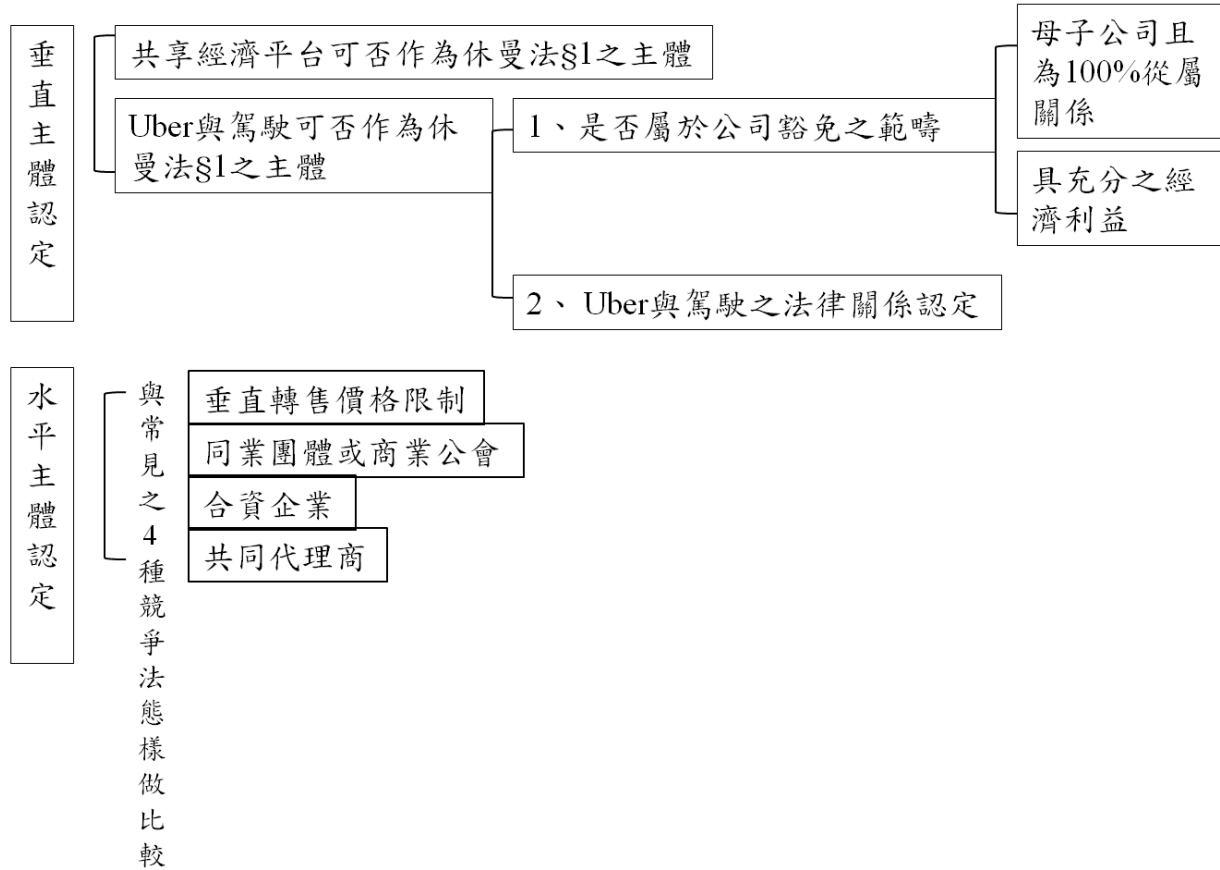 垂直主體認定
共享經濟平台可否作為休曼法§1之主體
Uber與駕駛可否作為休
曼法§1之主體
1、是否屬於公司豁免之範疇
母子公司且
為100%從屬
關係
具充分之經
濟利益
2、Uber與駕駛之法律關係認定
水平主體認定
與常見之4種競爭法態樣做比較
垂直轉售價格限制
同業團體或商業公會
合資企業
共同代理商